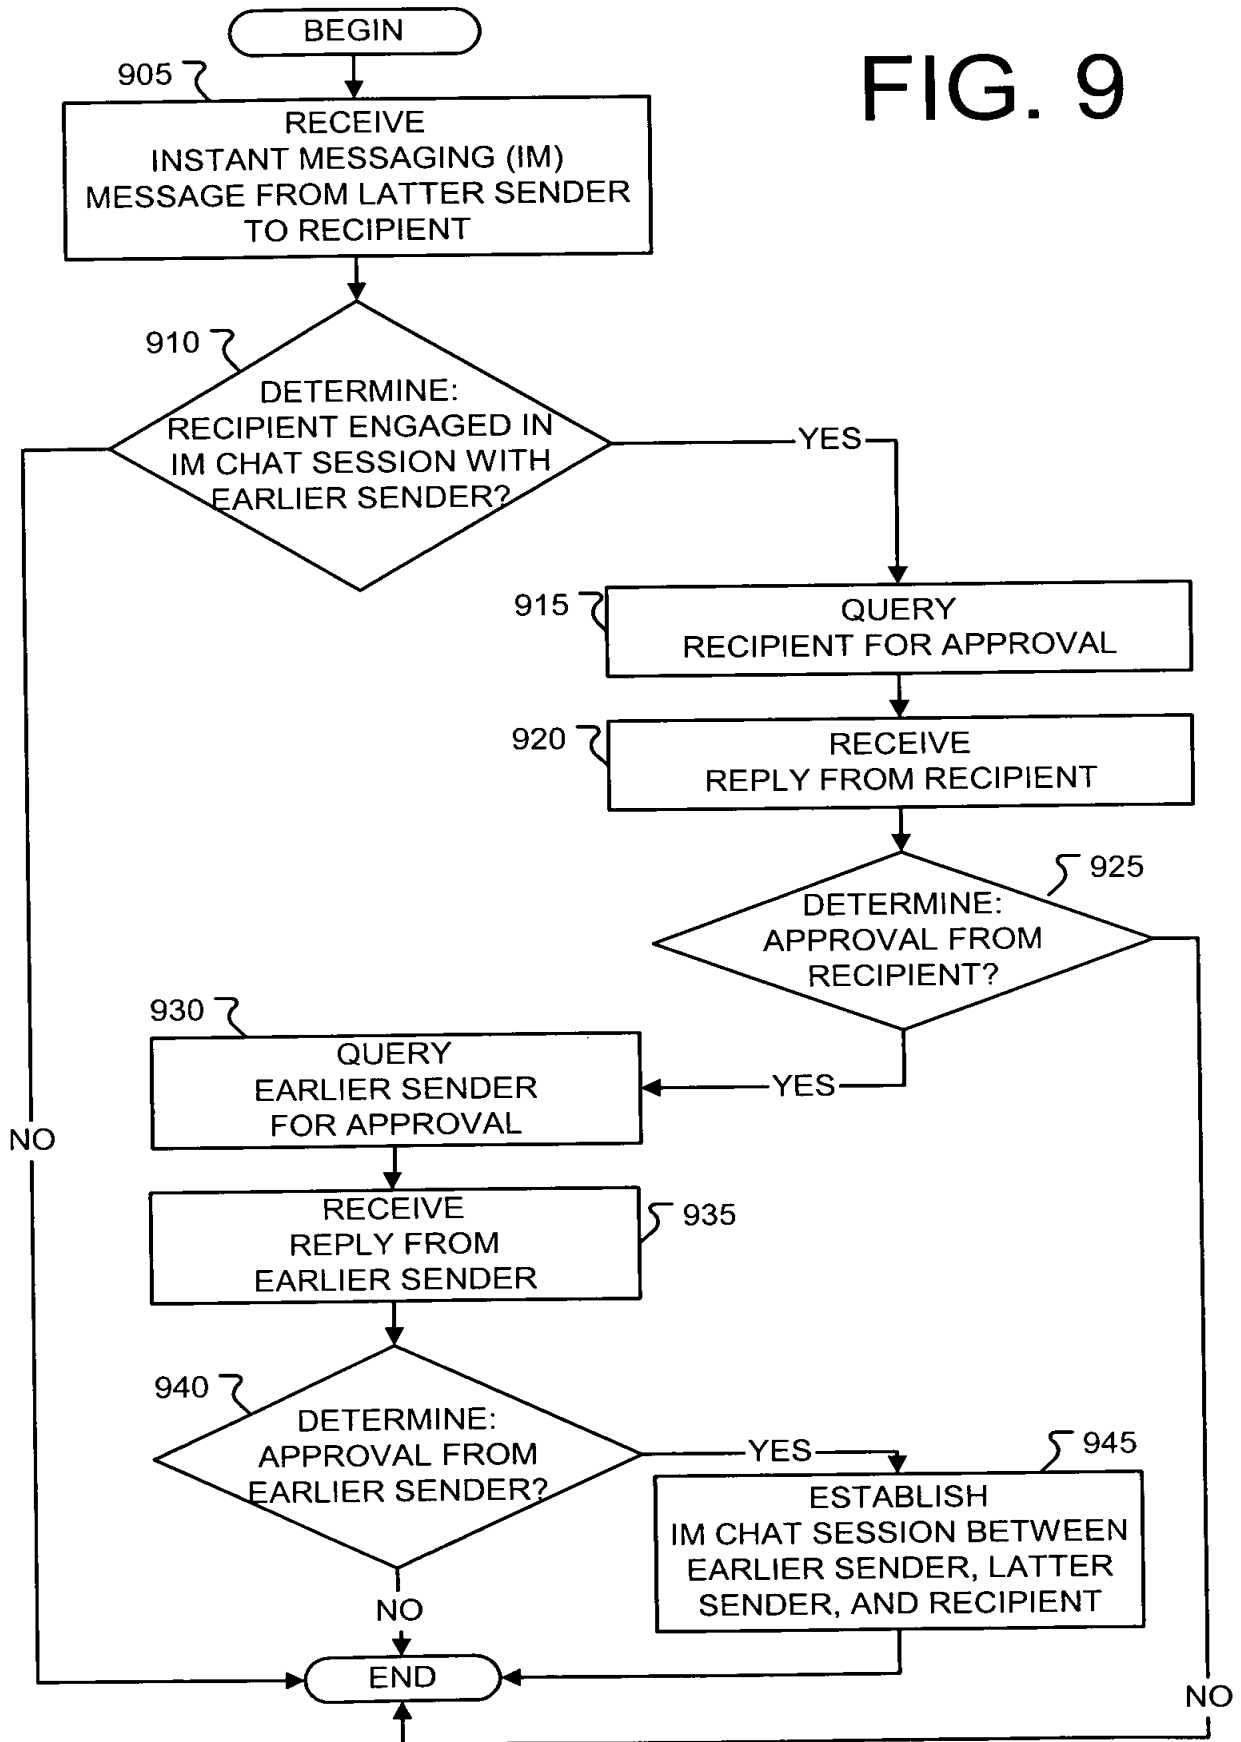 BEGIN
FIG. 9
905
RECEIVE
INSTANT MESSAGING (IM)
MESSAGE FROM LATTER SENDER
TO RECIPIENT
910
DETERMINE:
RECIPIENT ENGAGED IN
IM CHAT SESSION WITH
EARLIER SENDER?
YES
915
QUERY
RECIPIENT FOR APPROVAL
920
RECEIVE
REPLY FROM RECIPIENT
925
DETERMINE:
APPROVAL FROM
RECIPIENT?
930
QUERY
EARLIER SENDER
FOR APPROVAL
YES
NO
RECEIVE
REPLY FROM
EARLIER SENDER
935
940
DETERMINE:
APPROVAL FROM
EARLIER SENDER?
YES
945
ESTABLISH
IM CHAT SESSION BETWEEN
EARLIER SENDER, LATTER
SENDER, AND RECIPIENT
NO
END
NO